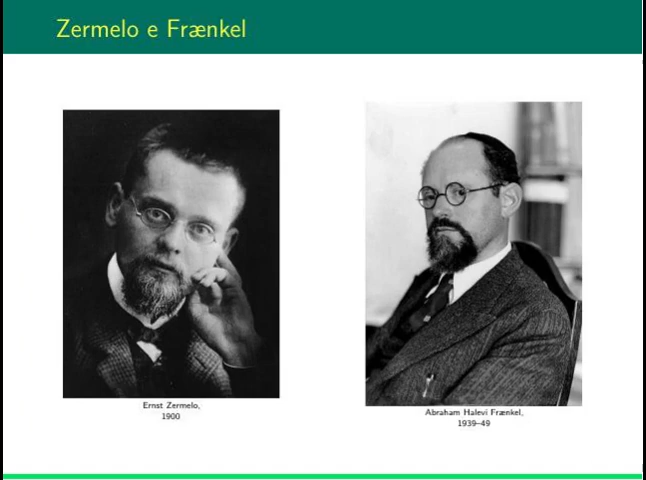 Zermelo e Frænkel
Ernst Zermelo,
1900
Abraham Halevi Frænkel,
1939–49